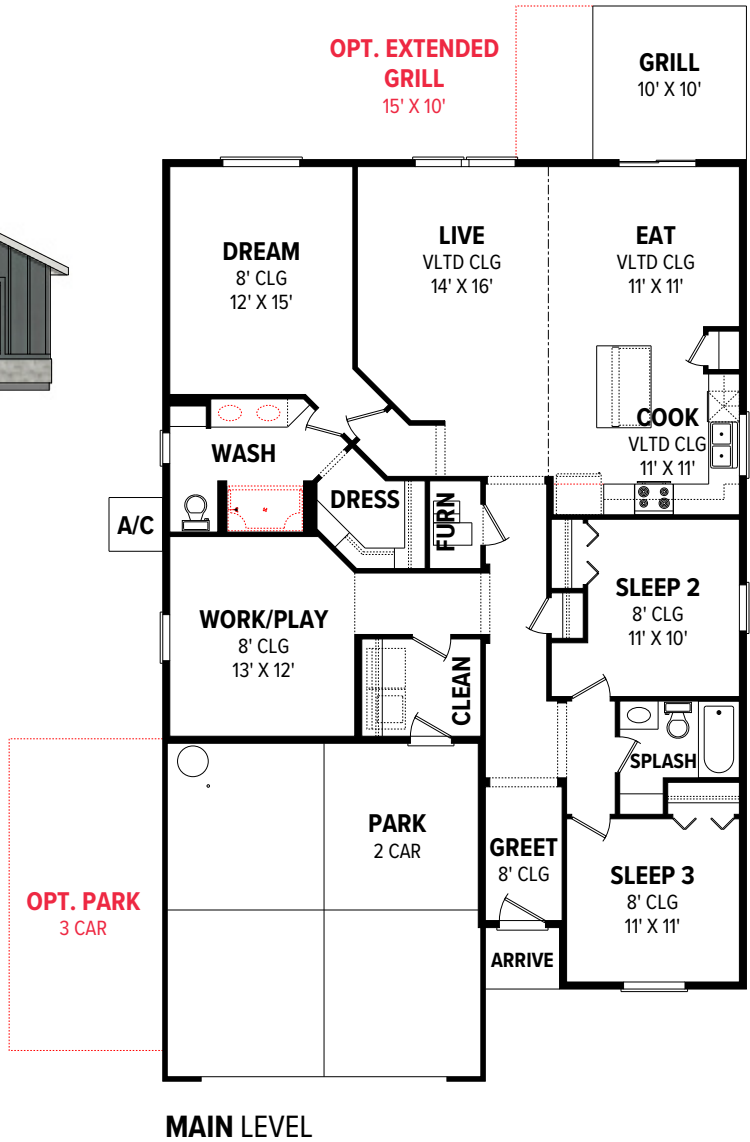 OPT. EXTENDED
GRILL
15' X 10'
GRILL
10' X 10'
DREAM
8' CLG
12' X 15'
LIVE
VLTD CLG
14' X 16'
EAT
VLTD CLG
11' X 11'
COOK
VLTD CLG
11' X 11'
WASH
DRESS
FURN
A/C
WORK/PLAY
8' CLG
13' X 12'
SLEEP 2
8' CLG
11' X 10'
CLEAN
SPLASH
PARK
2 CAR
GREET
8' CLG
SLEEP 3
8' CLG
11' X 11'
OPT. PARK
3 CAR
ARRIVE
MAIN LEVEL